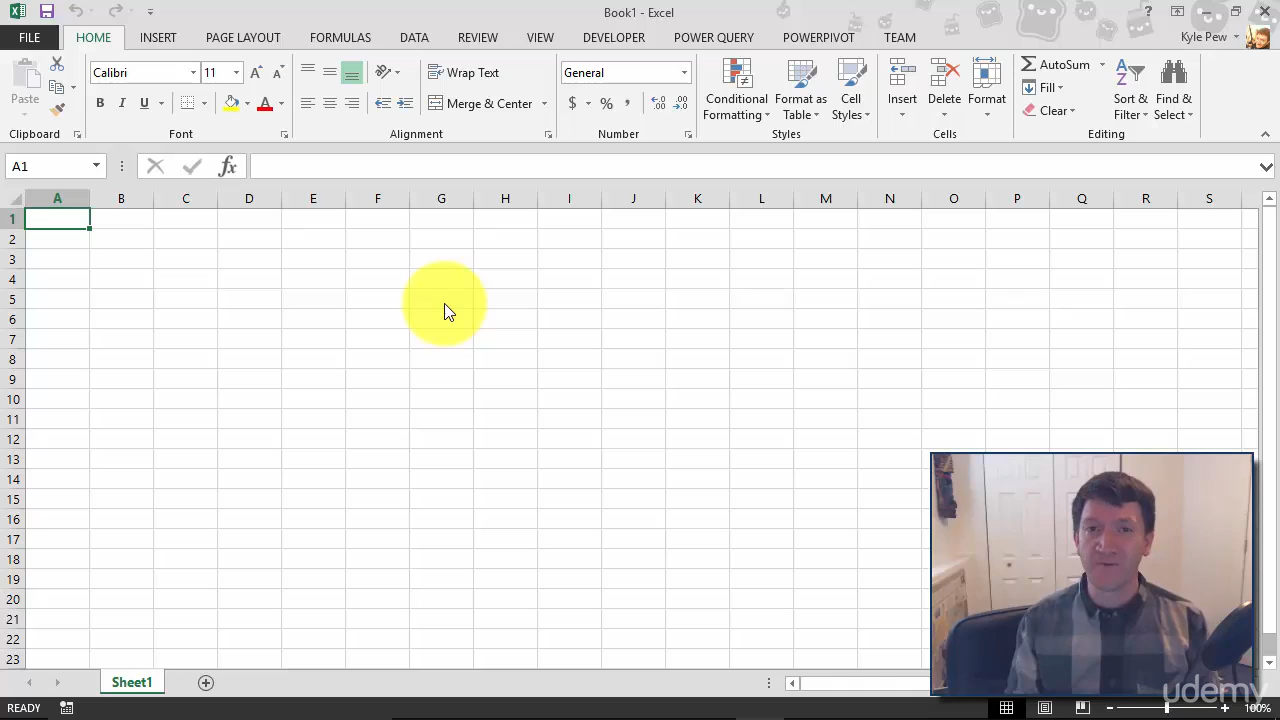 Book1 - Excel
?
FILE HOME INSERT PAGE LAYOUT FORMULAS DATA REVIEW VIEW DEVELOPER POWER QUERY POWERPIVOT TEAM Kyle Pew
Paste
Calibri 11
B I U A
A A
Wrap Text
Merge & Center
General
$ % ,
Conditional Formatting
Format as Table
Cell Styles
Insert Delete Format
AutoSum
Fill
Clear
Sort & Filter
Find & Select
Clipboard Font Alignment Number Styles Cells Editing
A1 fx
A B C D E F G H I J K L M N O P Q R S
1
2
3
4
5
6
7
8
9
10
11
12
13
14
15
16
17
18
19
20
21
22
23
Sheet1
udemy
READY 100%